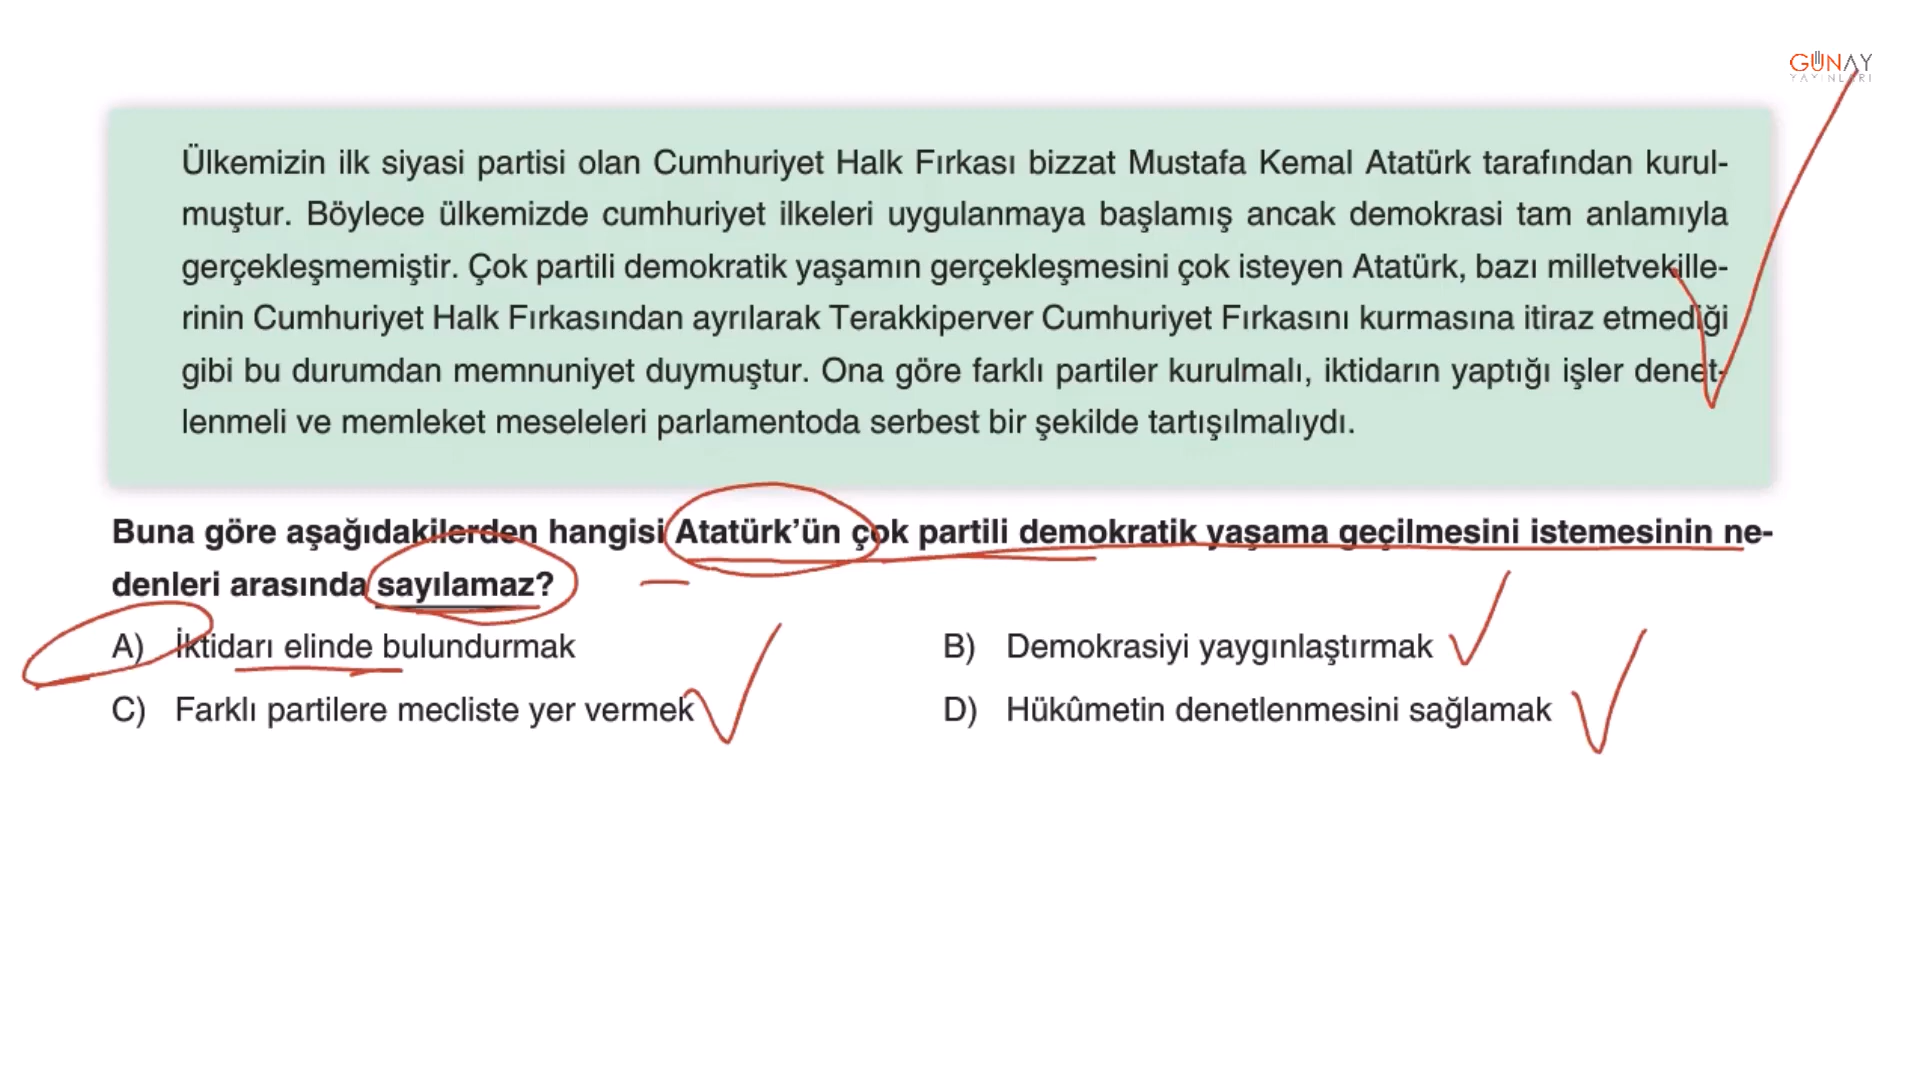 GÜNAY
YAYINLARI
Ülkemizin ilk siyasi partisi olan Cumhuriyet Halk Fırkası bizzat Mustafa Kemal Atatürk tarafından kurul-
muştur. Böylece ülkemizde cumhuriyet ilkeleri uygulanmaya başlamış ancak demokrasi tam anlamıyla
gerçekleşmemiştir. Çok partili demokratik yaşamın gerçekleşmesini çok isteyen Atatürk, bazı milletvekille-
rinin Cumhuriyet Halk Fırkasından ayrılarak Terakkiperver Cumhuriyet Fırkasını kurmasına itiraz etmediği
gibi bu durumdan memnuniyet duymuştur. Ona göre farklı partiler kurulmalı, iktidarın yaptığı işler denet-
lenmeli ve memleket meseleleri parlamentoda serbest bir şekilde tartışılmalıydı.
Buna göre aşağıdakilerden hangisi Atatürk’ün çok partili demokratik yaşama geçilmesini istemesinin ne-
denleri arasında sayılamaz?
A) İktidarı elinde bulundurmak
B) Demokrasiyi yaygınlaştırmak
C) Farklı partilere mecliste yer vermek
D) Hükûmetin denetlenmesini sağlamak